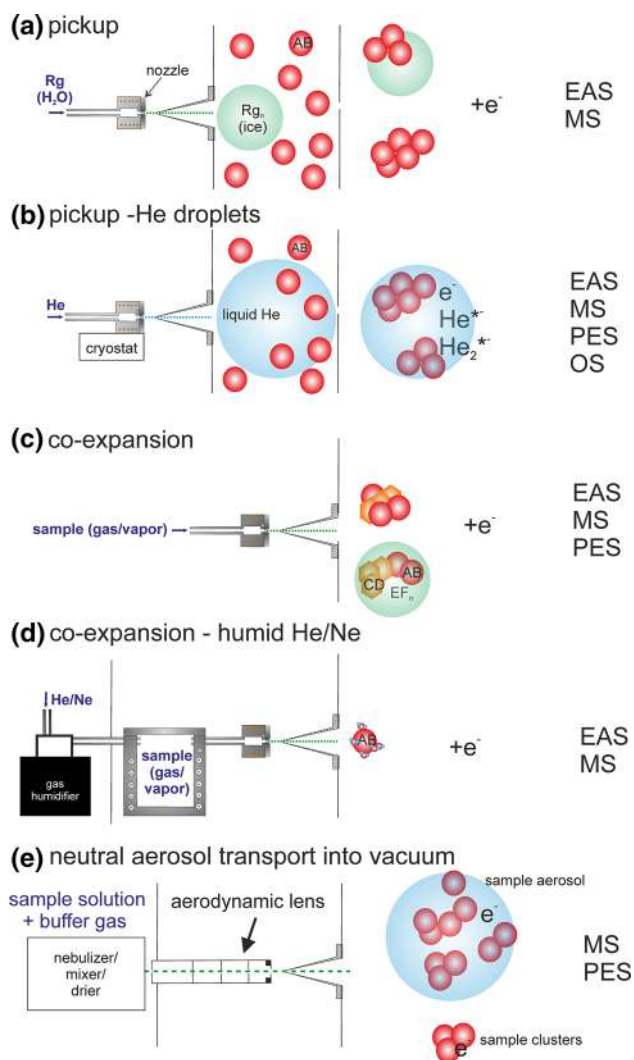 (a) pickup
Rg
(H₂O)
nozzle
AB
Rgₙ
(ice)
+e⁻
EAS
MS
(b) pickup -He droplets
He
cryostat
AB
liquid He
e⁻
He*⁻
He₂*⁻
EAS
MS
PES
OS
(c) co-expansion
sample (gas/vapor)
CD
AB
EFₙ
+e⁻
EAS
MS
PES
(d) co-expansion - humid He/Ne
He/Ne
gas
humidifier
sample
(gas/
vapor)
AB
+e⁻
EAS
MS
(e) neutral aerosol transport into vacuum
sample solution
+ buffer gas
nebulizer/
mixer/
drier
aerodynamic lens
sample aerosol
e⁻
MS
PES
e⁻
sample clusters